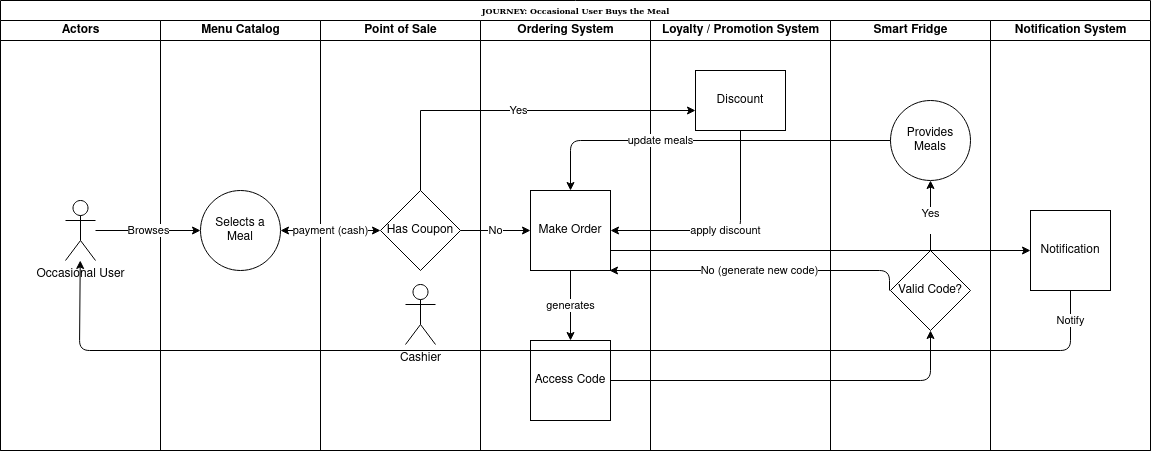 JOURNEY: Occasional User Buys the Meal
Actors
Menu Catalog
Point of Sale
Ordering System
Loyalty / Promotion System
Smart Fridge
Notification System
Discount
Yes
update meals
Provides
Meals
Selects a
Meal
Browses
payment (cash)
Has Coupon
No
Make Order
apply discount
Yes
Notification
Occasional User
No (generate new code)
Valid Code?
generates
Notify
Cashier
Access Code